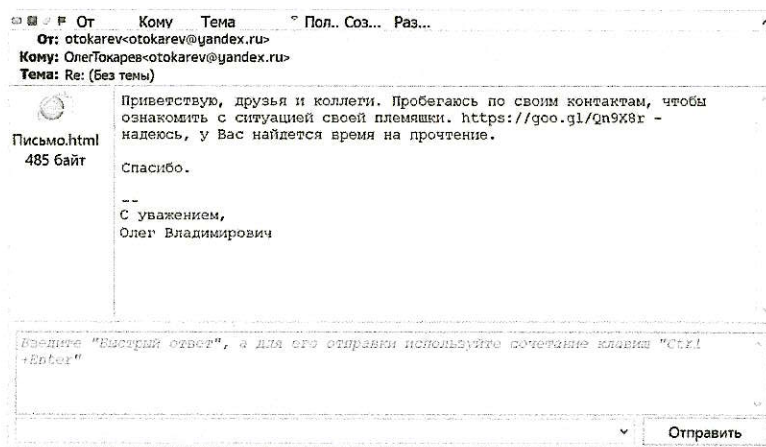 От Кому Тема Пол.. Соз... Раз...
От: otokarev<otokarev@yandex.ru>
Кому: ОлегТокарев<otokarev@yandex.ru>
Тема: Re: (Без темы)
Приветствую, друзья и коллеги. Пробегаюсь по своим контактам, чтобы
ознакомить с ситуацией своей племяшки. https://goo.gl/Qn9X8r -
надеюсь, у Вас найдется время на прочтение.
Письмо.html
485 байт
Спасибо.
--
С уважением,
Олег Владимирович
Введите "Быстрый ответ", а для его отправки используйте сочетание клавиш "Ctrl
+Enter"
Отправить